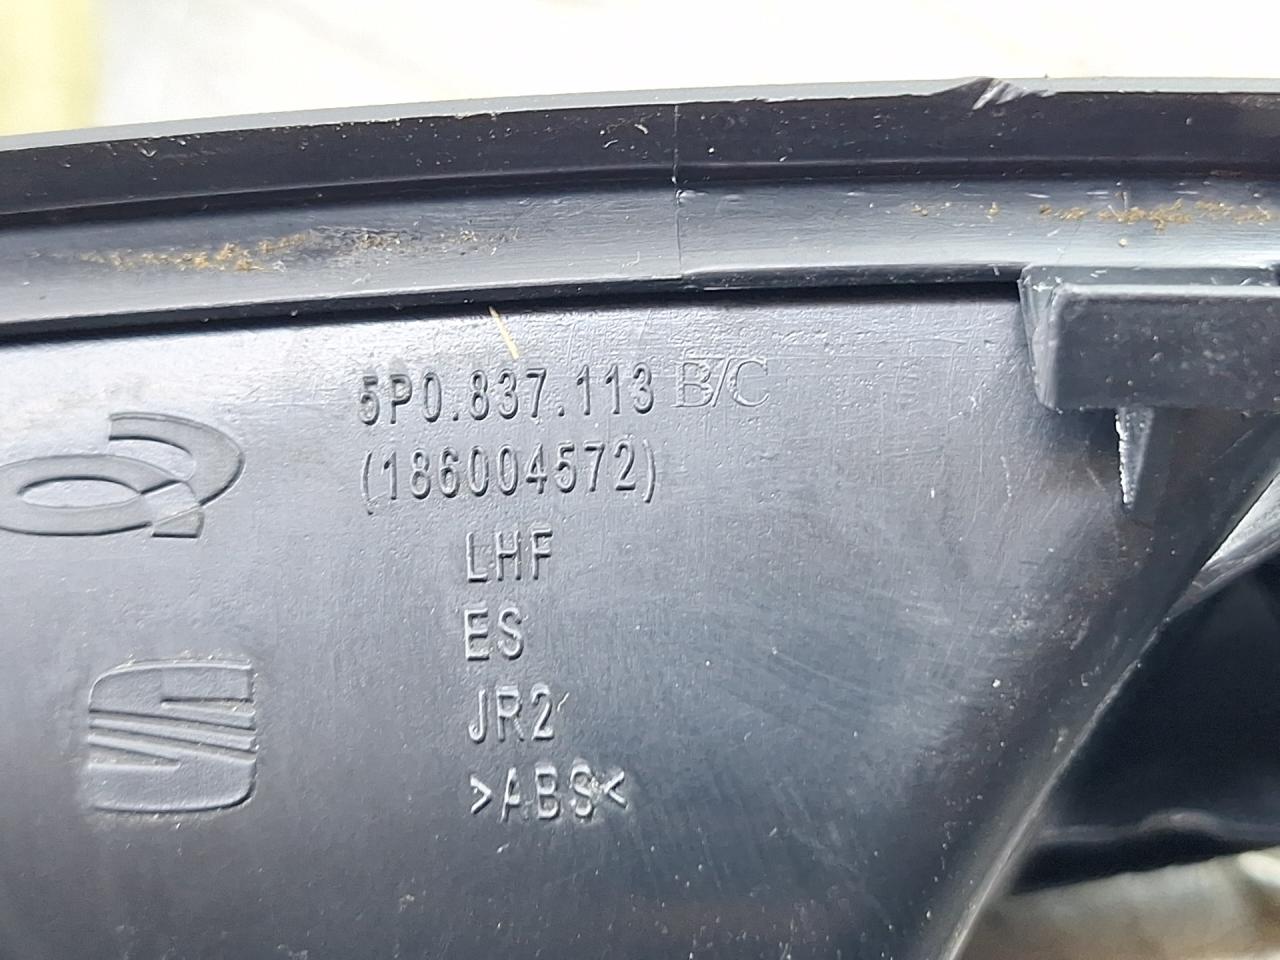 5P0.837.113 B/C
(186004572)
LHF
ES
JR2
>ABS<